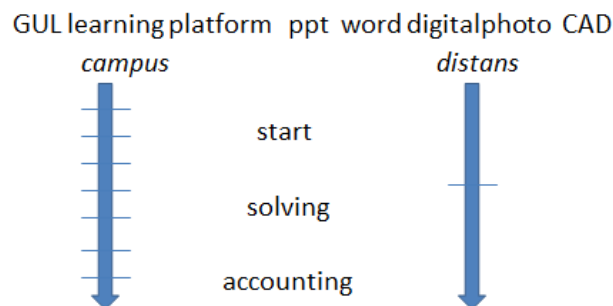 GUL learning platform ppt word digitalphoto CAD
campus distans
start
solving
accounting